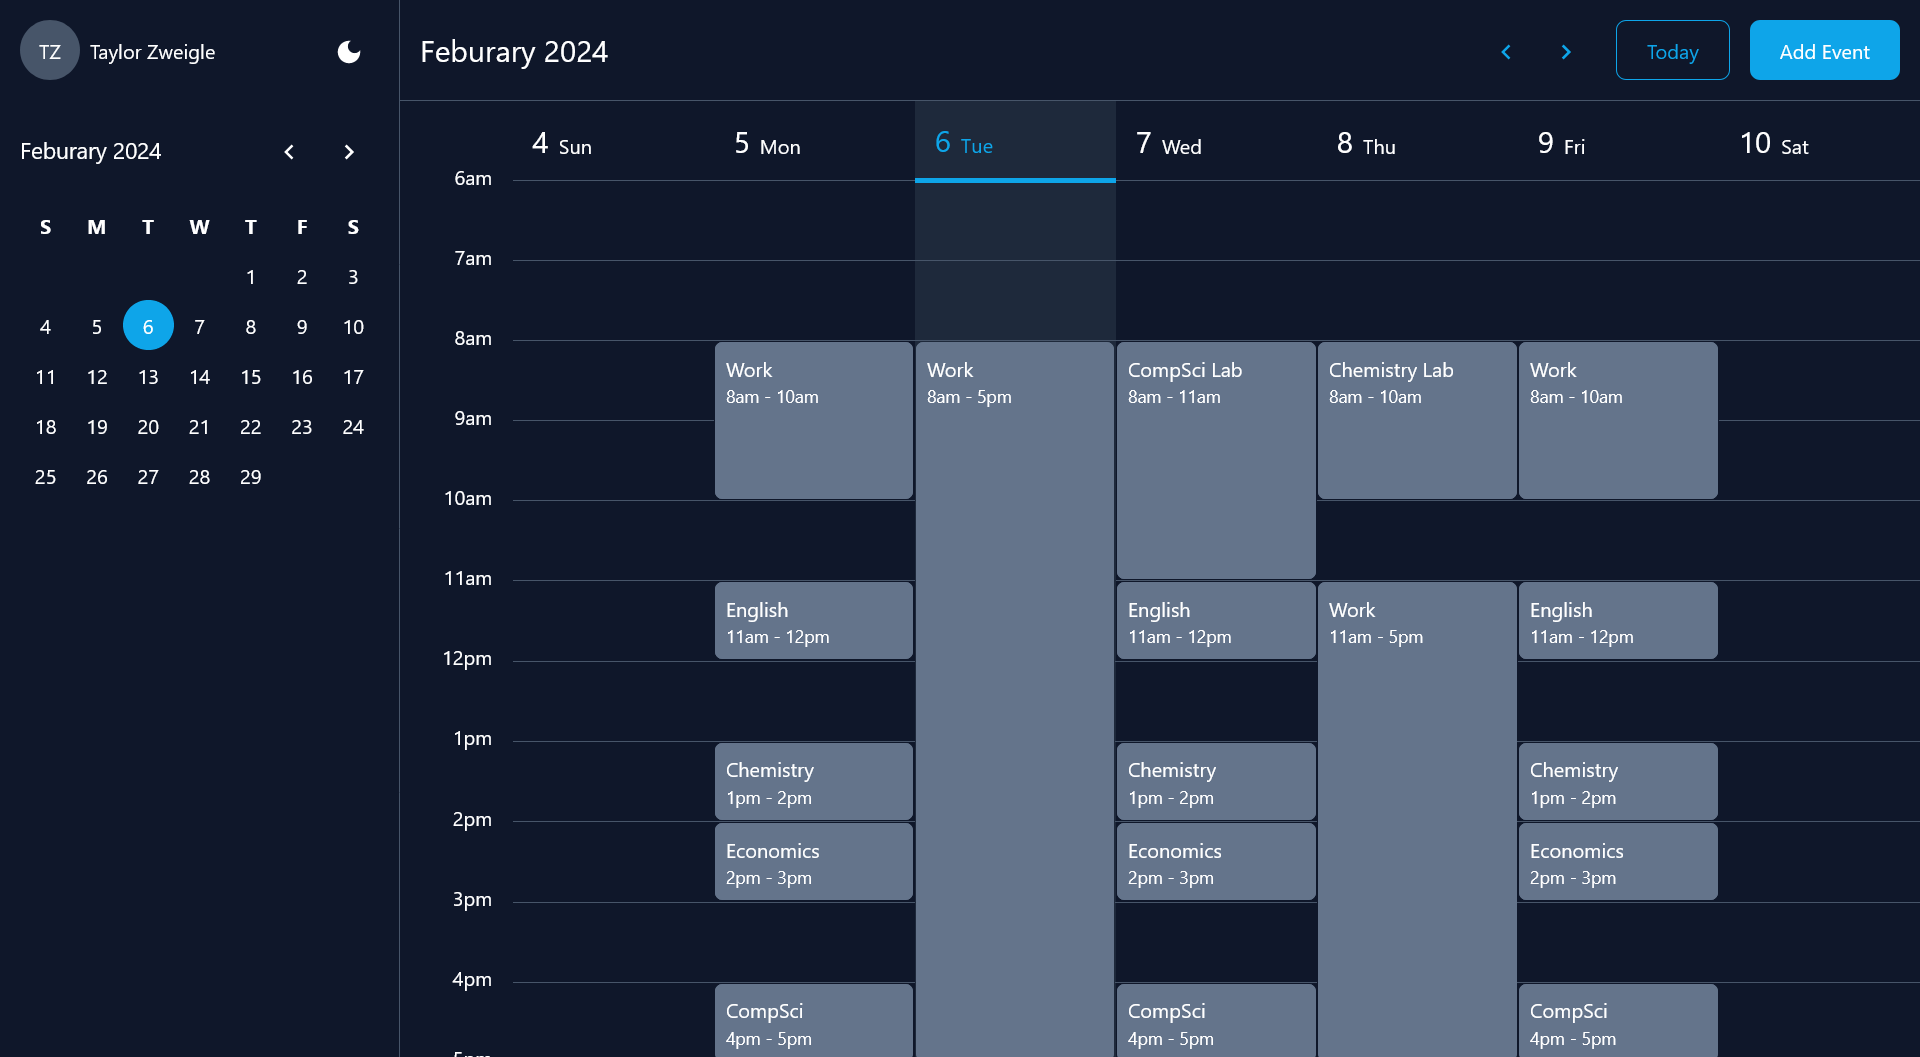 TZ
Taylor Zweigle
Feburary 2024
S M T W T F S
1 2 3
4 5 6 7 8 9 10
11 12 13 14 15 16 17
18 19 20 21 22 23 24
25 26 27 28 29
Feburary 2024
Today
Add Event
4 Sun
5 Mon
6 Tue
7 Wed
8 Thu
9 Fri
10 Sat
6am
7am
8am
9am
10am
11am
12pm
1pm
2pm
3pm
4pm
5pm
Work
8am - 10am
English
11am - 12pm
Chemistry
1pm - 2pm
Economics
2pm - 3pm
CompSci
4pm - 5pm
Work
8am - 5pm
CompSci Lab
8am - 11am
English
11am - 12pm
Chemistry
1pm - 2pm
Economics
2pm - 3pm
CompSci
4pm - 5pm
Chemistry Lab
8am - 10am
Work
11am - 5pm
Work
8am - 10am
English
11am - 12pm
Chemistry
1pm - 2pm
Economics
2pm - 3pm
CompSci
4pm - 5pm